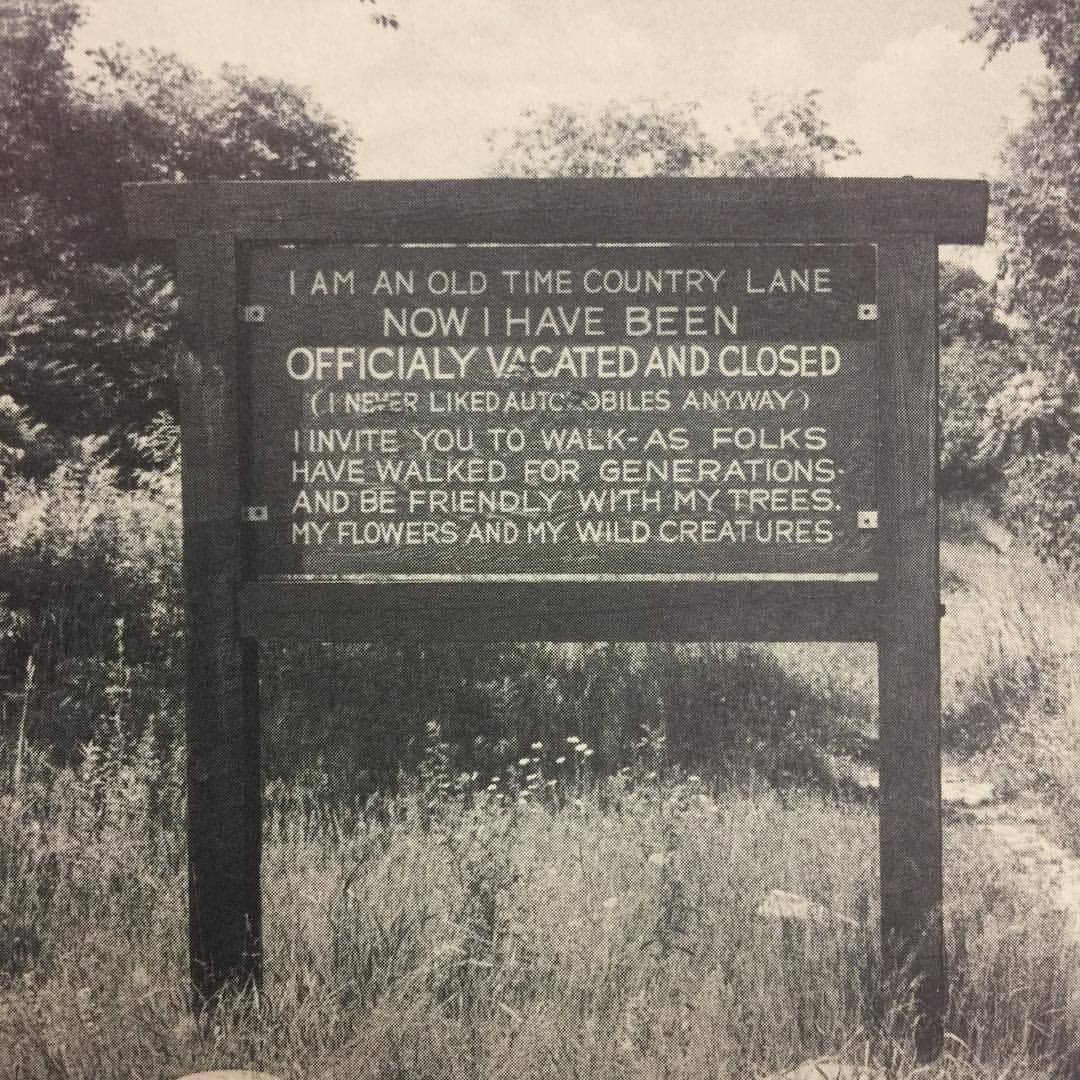 I AM AN OLD TIME COUNTRY LANE
NOW I HAVE BEEN
OFFICIALY VACATED AND CLOSED
(I NEVER LIKED AUTOMOBILES ANYWAY)
I INVITE YOU TO WALK-AS FOLKS
HAVE WALKED FOR GENERATIONS-
AND BE FRIENDLY WITH MY TREES.
MY FLOWERS AND MY WILD CREATURES